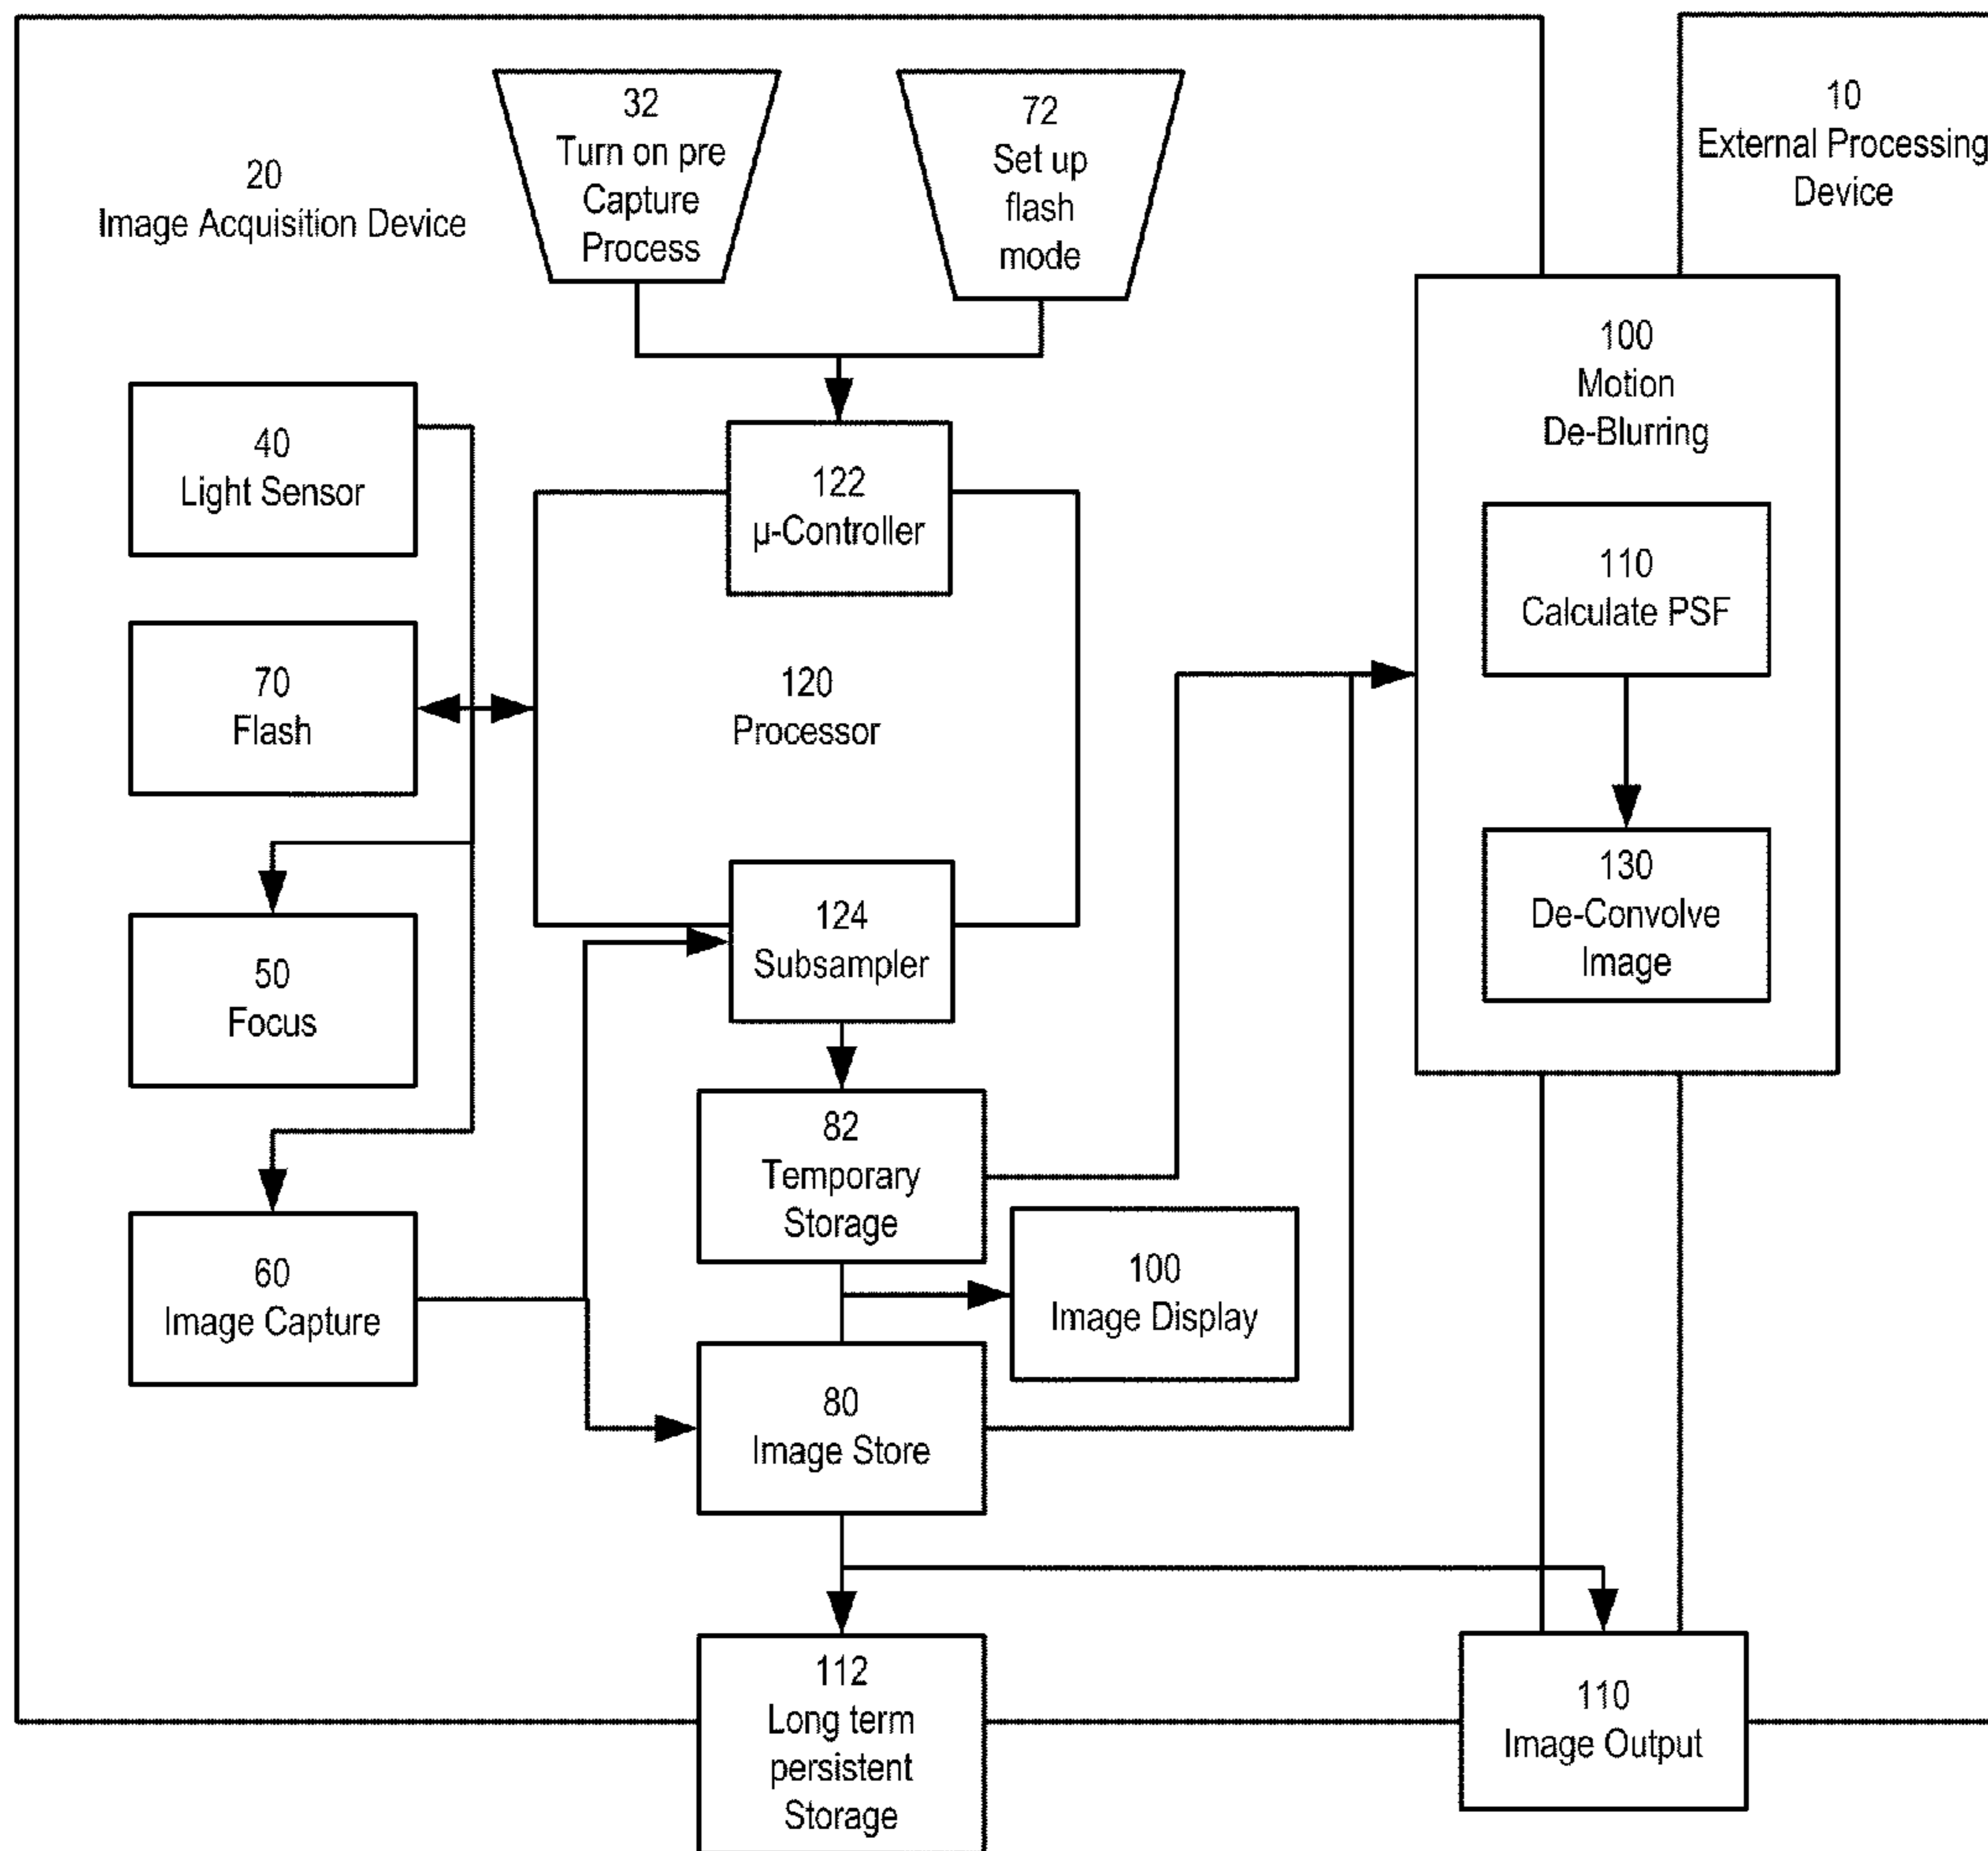 20
Image Acquisition Device
32
Turn on pre
Capture
Process
72
Set up
flash
mode
10
External Processing
Device
40
Light Sensor
122
µ-Controller
100
Motion
De-Blurring
110
Calculate PSF
70
Flash
120
Processor
130
De-Convolve
Image
50
Focus
124
Subsampler
82
Temporary
Storage
60
Image Capture
100
Image Display
80
Image Store
112
Long term
persistent
Storage
110
Image Output